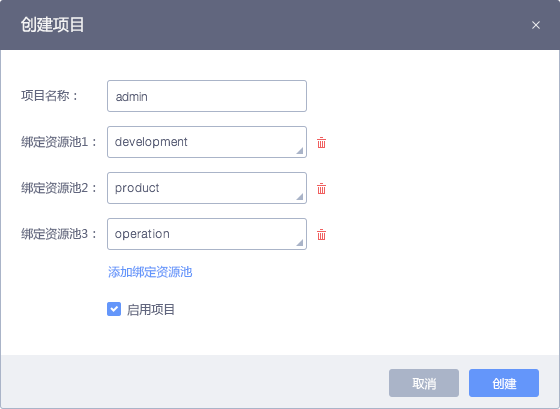 创建项目
项目名称： admin
绑定资源池1： development
绑定资源池2： product
绑定资源池3： operation
添加绑定资源池
启用项目
取消 创建